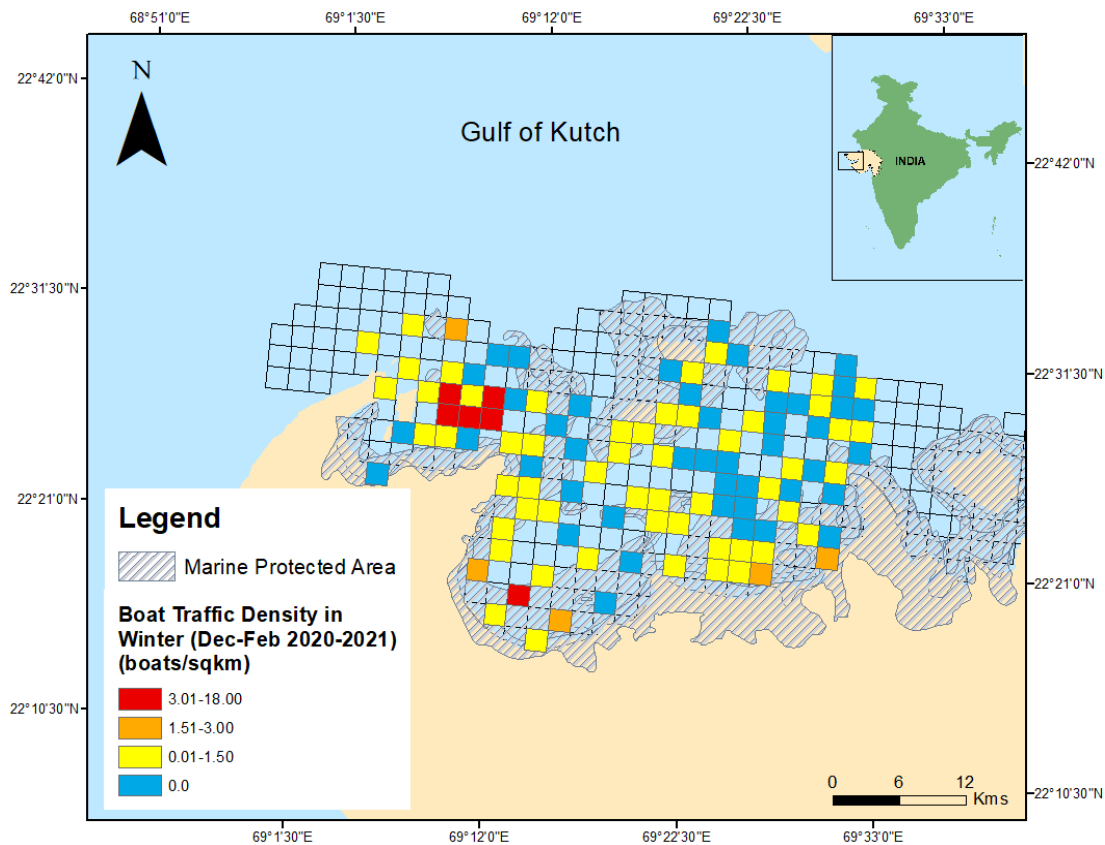 68°51'0"E 69°1'30"E 69°12'0"E 69°22'30"E 69°33'0"E
22°42'0"N
N
Gulf of Kutch
INDIA
22°42'0"N
22°31'30"N
22°31'30"N
22°21'0"N
Legend
Marine Protected Area
22°21'0"N
Boat Traffic Density in
Winter (Dec-Feb 2020-2021)
(boats/sqkm)
3.01-18.00
22°10'30"N
1.51-3.00
0.01-1.50
0.0
0 6 12
Kms
22°10'30"N
69°1'30"E 69°12'0"E 69°22'30"E 69°33'0"E